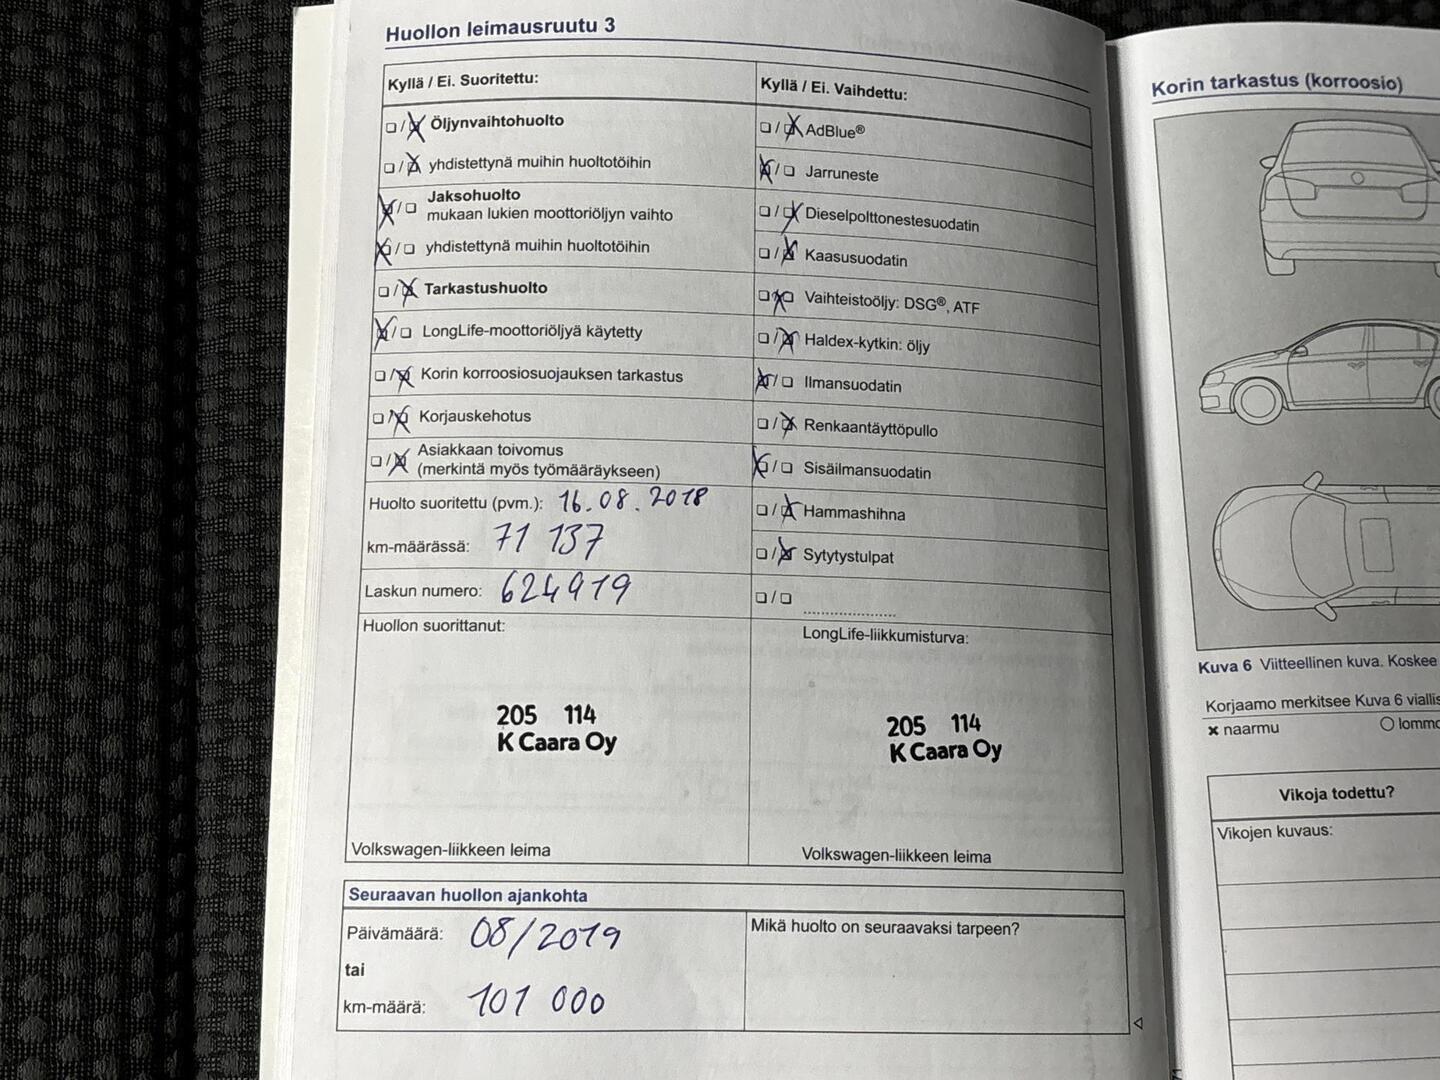 Huollon leimausruutu 3
Kyllä / Ei. Suoritettu:
Öljynvaihtohuolto
yhdistettynä muihin huoltotöihin
Jaksohuolto
mukaan lukien moottoriöljyn vaihto
yhdistettynä muihin huoltotöihin
Tarkastushuolto
LongLife-moottoriöljyä käytetty
Korin korroosiosuojauksen tarkastus
Korjauskehotus
Asiakkaan toivomus
(merkintä myös työmääräykseen)
Huolto suoritettu (pvm.): 16.08.2018
km-määrässä: 71 137
Laskun numero: 624919
Huollon suorittanut:
205 114
K Caara Oy
Volkswagen-liikkeen leima
Kyllä / Ei. Vaihdettu:
AdBlue®
Jarruneste
Dieselpolttonestesuodatin
Kaasusuodatin
Vaihteistoöljy: DSG®, ATF
Haldex-kytkin: öljy
Ilmansuodatin
Renkaantäyttöpullo
Sisäilmansuodatin
Hammashihna
Sytytystulpat
LongLife-liikkumisturva:
205 114
K Caara Oy
Volkswagen-liikkeen leima
Seuraavan huollon ajankohta
Päivämäärä: 08/2019
tai
km-määrä: 101 000
Mikä huolto on seuraavaksi tarpeen?
Korin tarkastus (korroosio)
Kuva 6 Viitteellinen kuva. Koskee
Korjaamo merkitsee Kuva 6
naarmu
Vikoja todettu?
Vikojen kuvaus: